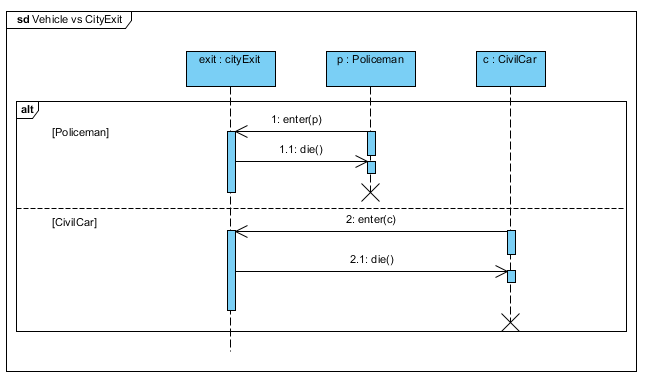 sd Vehicle vs CityExit
exit : cityExit
p : Policeman
c : CivilCar
alt
[Policeman]
1: enter(p)
1.1: die()
[CivilCar]
2: enter(c)
2.1: die()